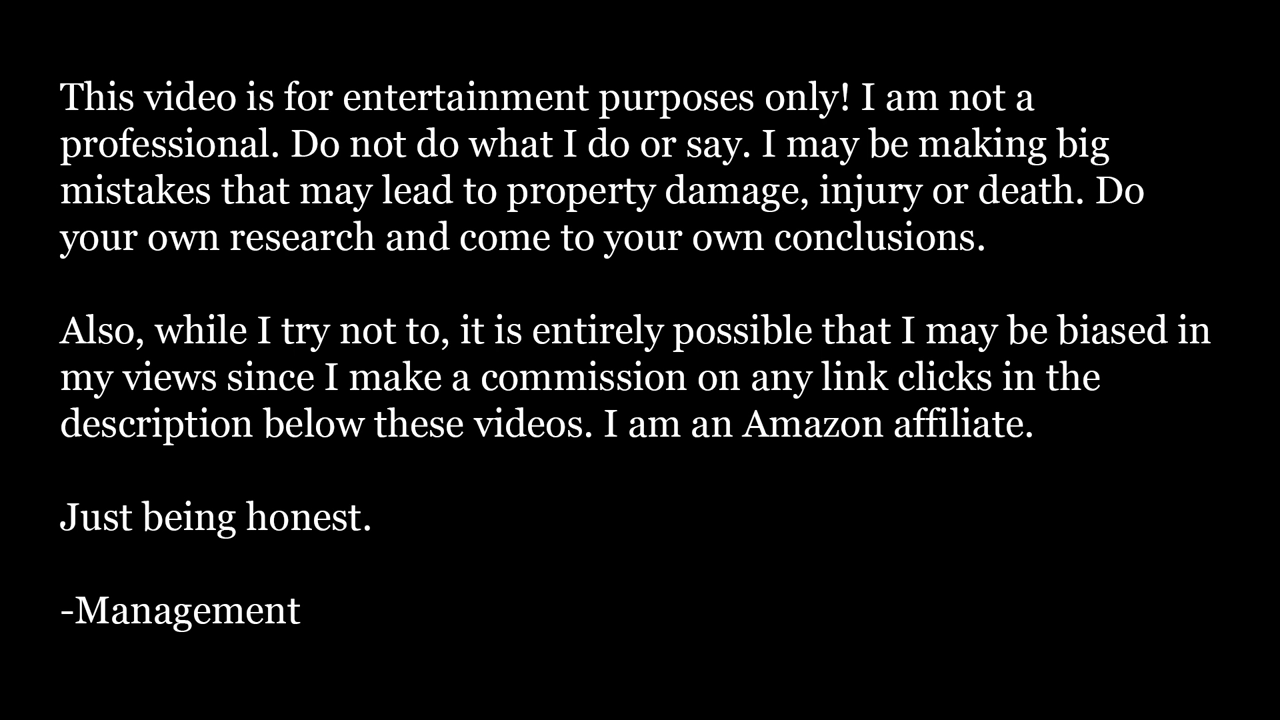 This video is for entertainment purposes only! I am not a
professional. Do not do what I do or say. I may be making big
mistakes that may lead to property damage, injury or death. Do
your own research and come to your own conclusions.
Also, while I try not to, it is entirely possible that I may be biased in
my views since I make a commission on any link clicks in the
description below these videos. I am an Amazon affiliate.
Just being honest.
-Management